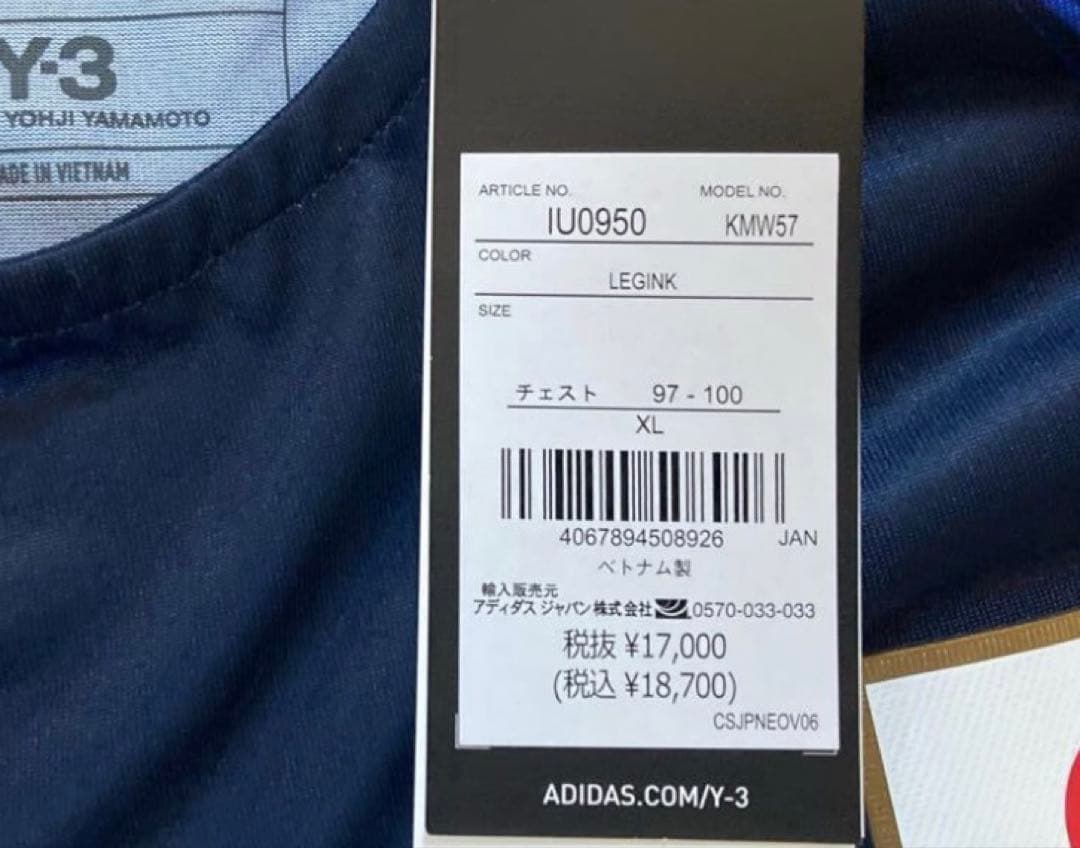 Y-3
YOHJI YAMAMOTO
ADE IN VIETNAM
ARTICLE NO. MODEL NO.
IU0950 KMW57
COLOR
LEGINK
SIZE
チェスト 97 - 100
XL
4067894508926 JAN
ベトナム製
輸入販売元
アディダス ジャパン 株式会社 0570-033-033
税抜 ¥17,000
(税込 ¥18,700)
CSJPNEOV06
ADIDAS.COM/Y-3